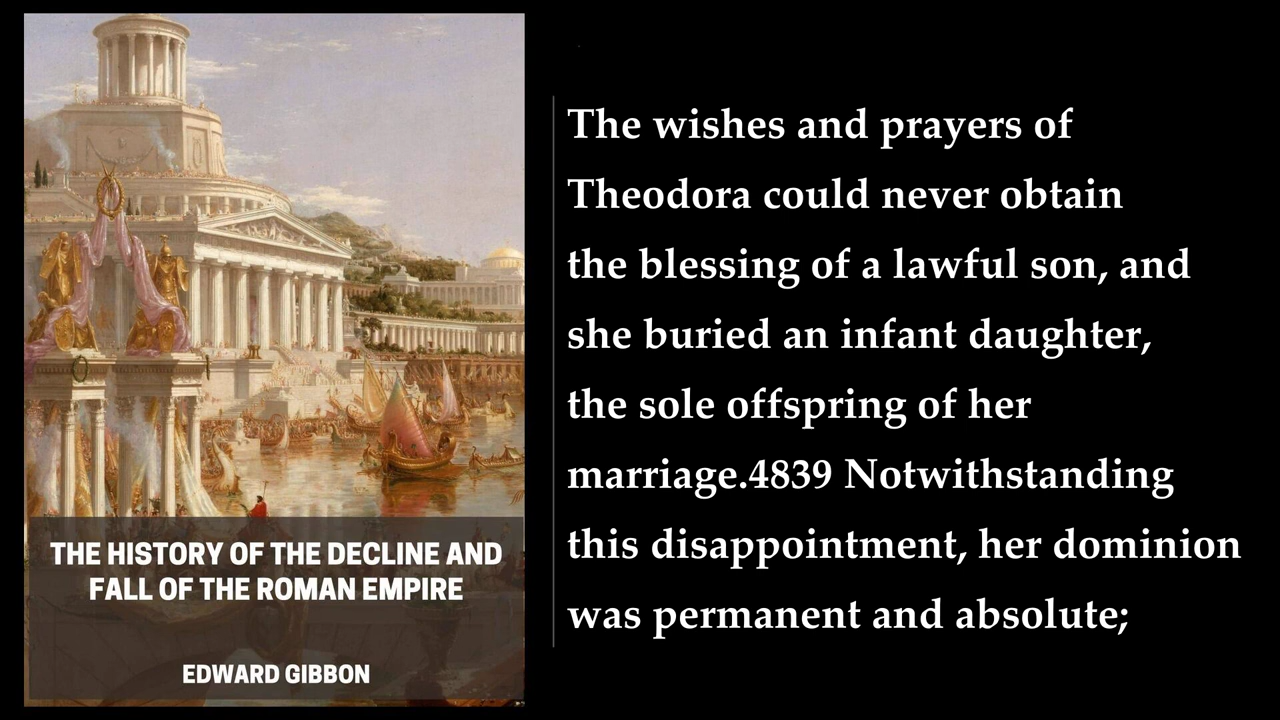 THE HISTORY OF THE DECLINE AND
FALL OF THE ROMAN EMPIRE
EDWARD GIBBON
The wishes and prayers of
Theodora could never obtain
the blessing of a lawful son, and
she buried an infant daughter,
the sole offspring of her
marriage.4839 Notwithstanding
this disappointment, her dominion
was permanent and absolute;